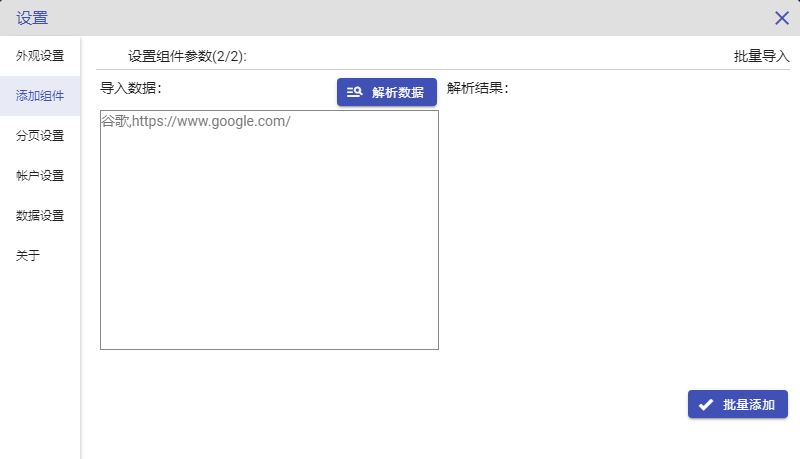 设置
外观设置
添加组件
分页设置
帐户设置
数据设置
关于
设置组件参数(2/2):
批量导入
导入数据：
解析数据
解析结果：
谷歌,https://www.google.com/
批量添加